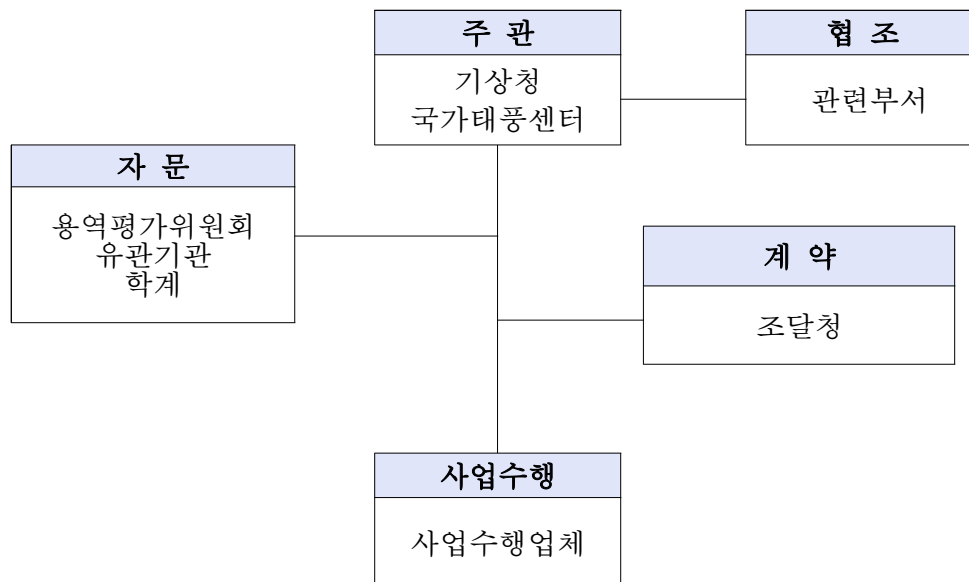 주 관
기상청
국가태풍센터
협 조
관련부서
자 문
용역평가위원회
유관기관
학계
계 약
조달청
사업수행
사업수행업체